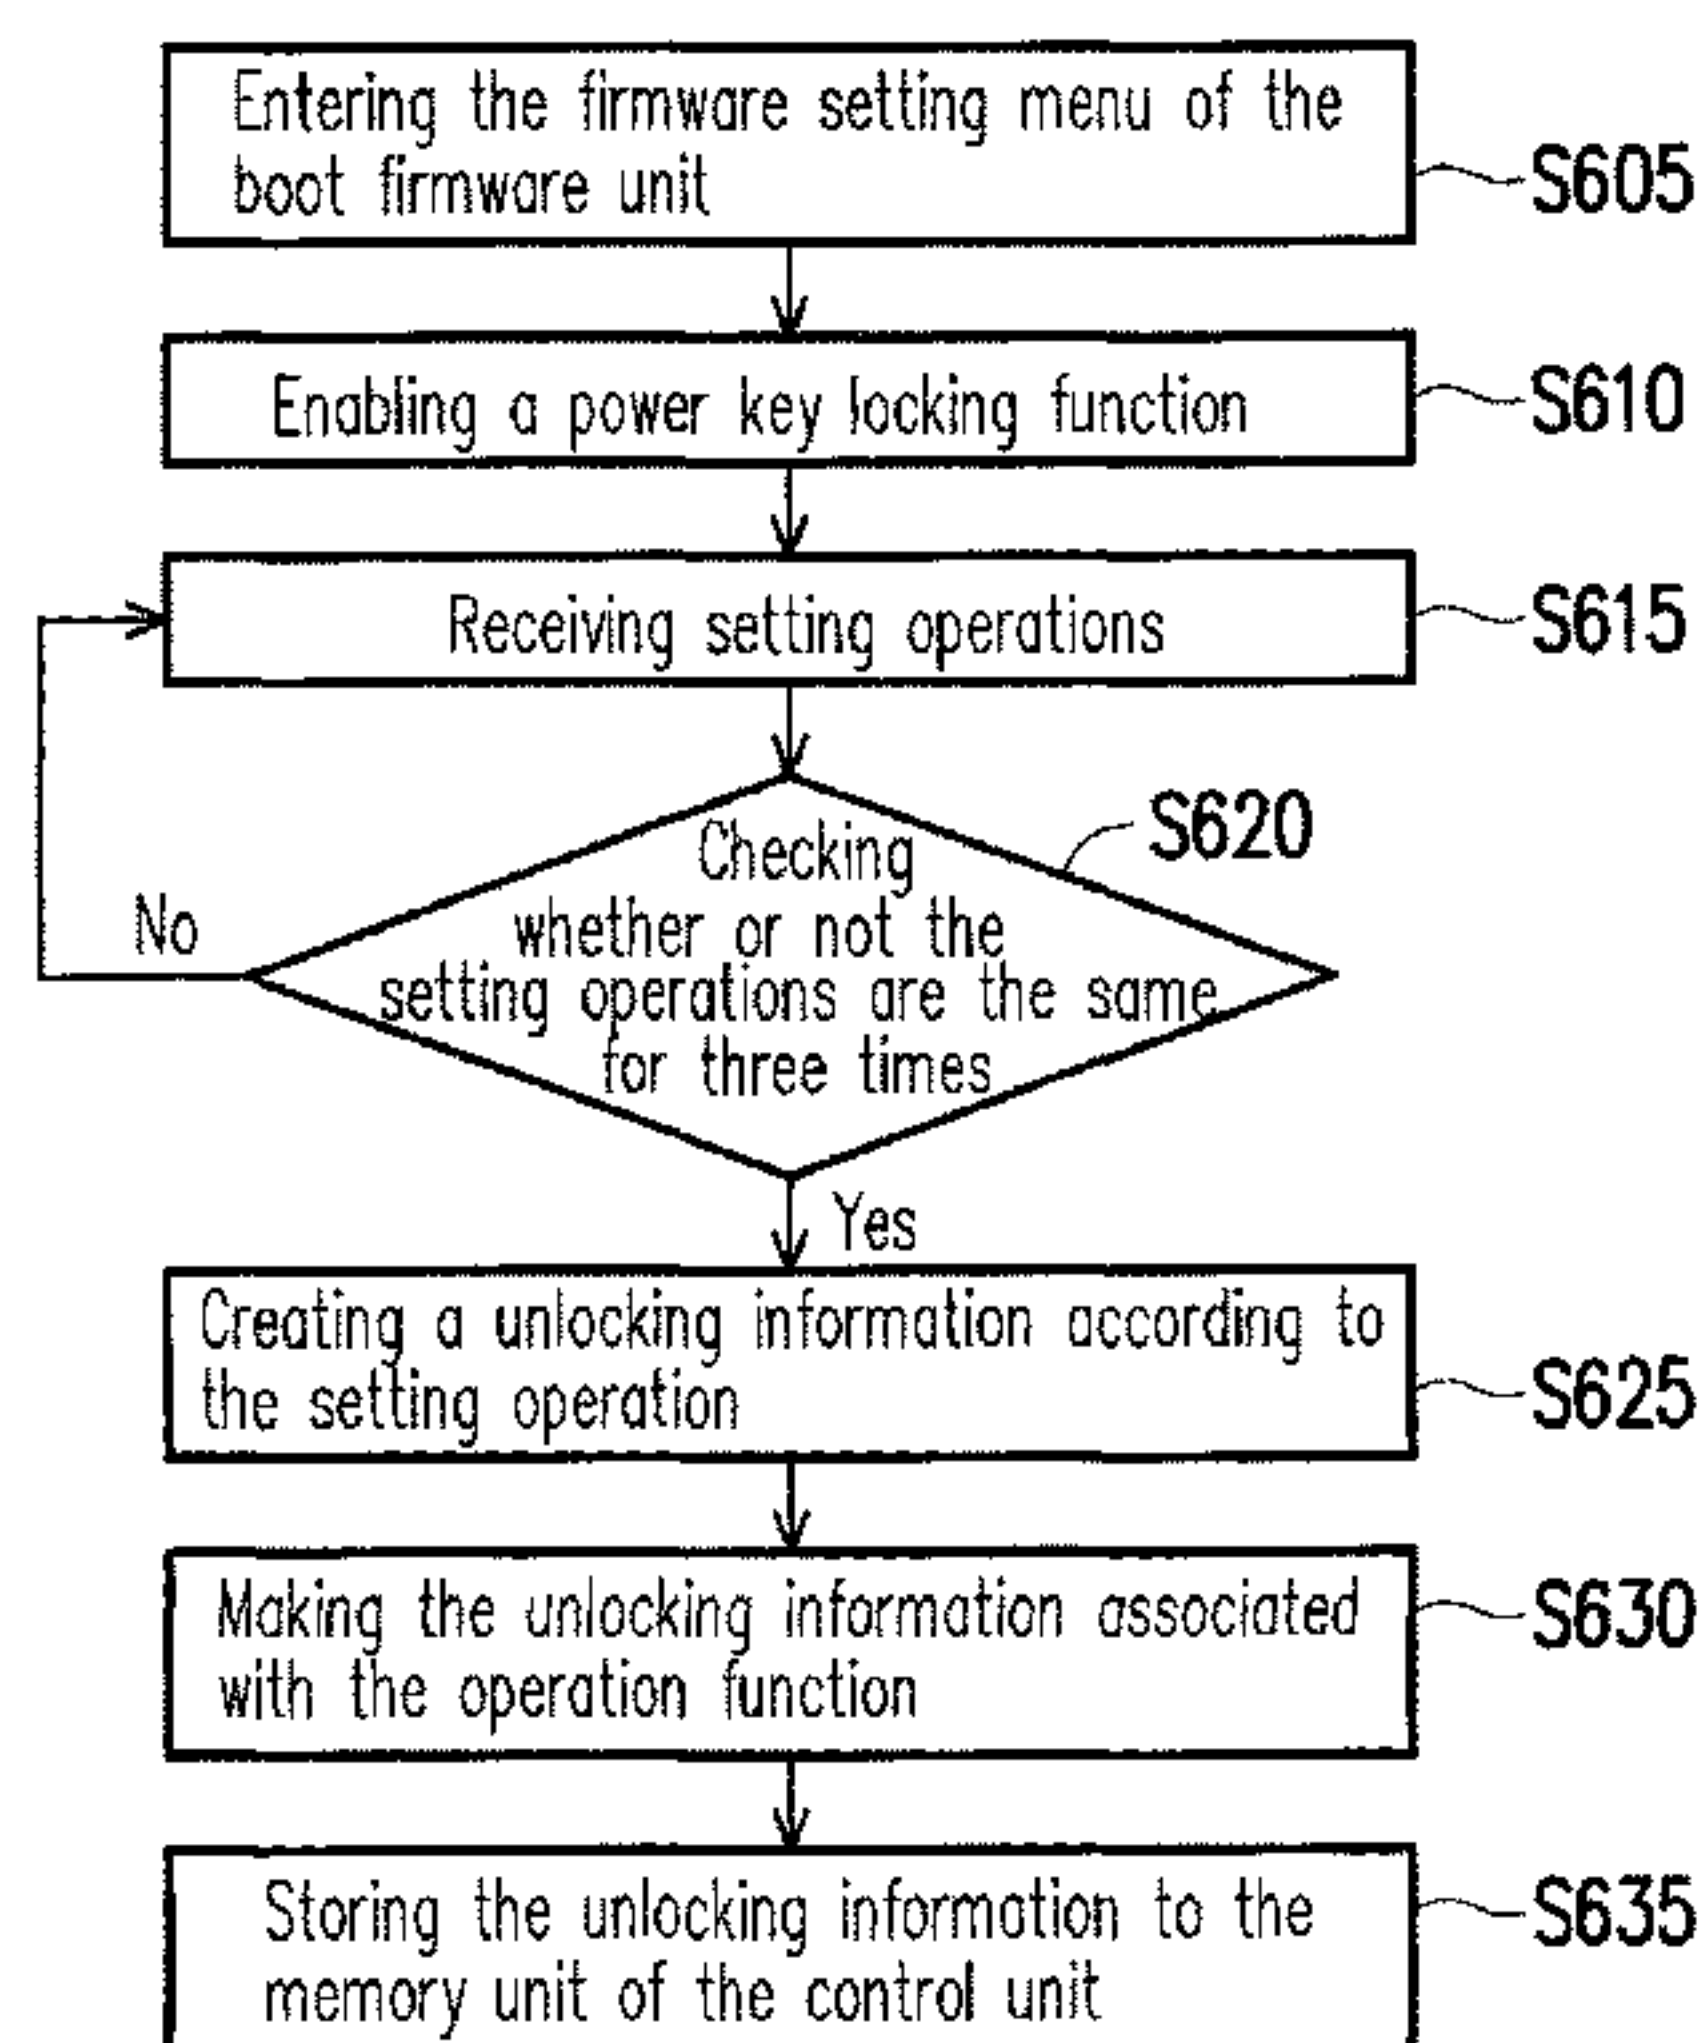 Entering the firmware setting menu of the
boot firmware unit
S605
Enabling a power key locking function
S610
Receiving setting operations
S615
Checking
whether or not the
setting operations are the same
for three times
S620
No
Yes
Creating a unlocking information according to
the setting operation
S625
Making the unlocking information associated
with the operation function
S630
Storing the unlocking information to the
memory unit of the control unit
S635